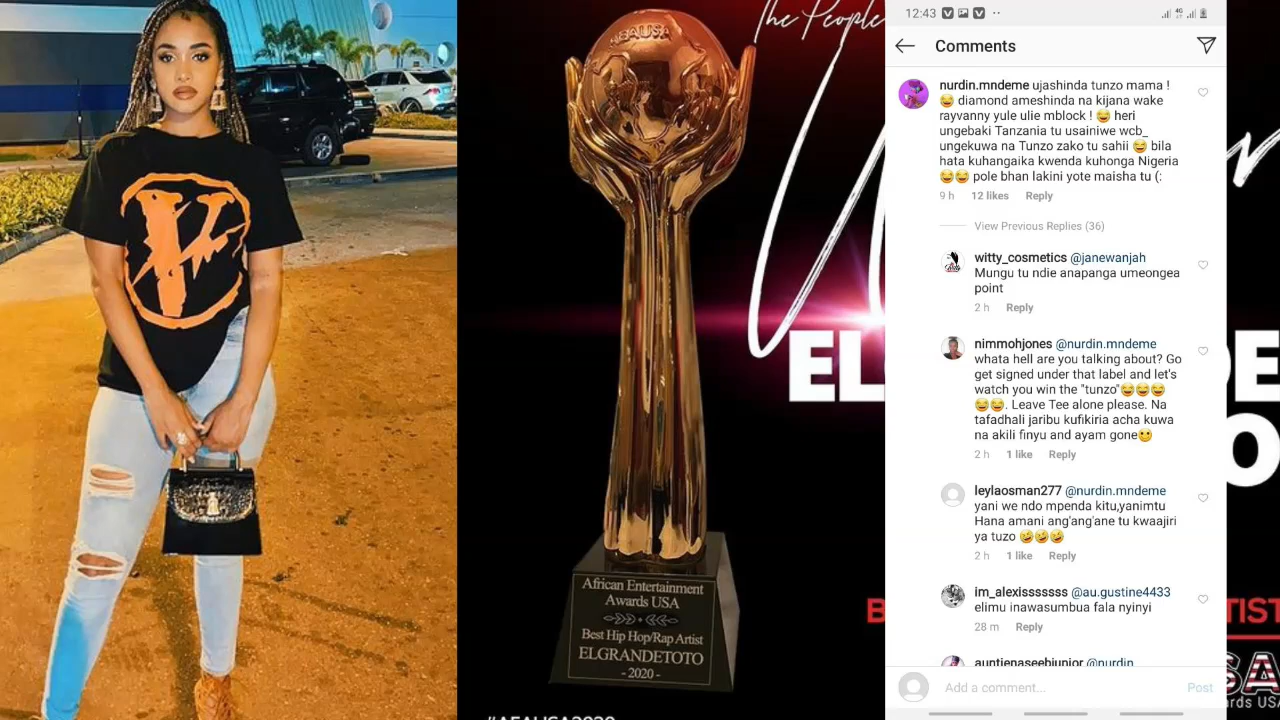 The People
AEAUSA
African Entertainment
Awards USA
Best Hip Hop/Rap Artist
ELGRANDETOTO
- 2020 -
#AEAUSA2020
12:43
4G
Comments
nurdin.mndeme ujashinda tunzo mama !
😅 diamond ameshinda na kijana wake
rayvanny yule ulie mblock ! 😅 heri
ungebaki Tanzania tu usainiwe wcb_
ungekuwa na Tunzo zako tu sahii 😅 bila
hata kuhangaika kwenda kuhonga Nigeria
😅😅 pole bhan lakini yote maisha tu (:
9 h 12 likes Reply
View Previous Replies (36)
witty_cosmetics @janewanjah
Mungu tu ndie anapanga umeongea
point
2 h Reply
nimmohjones @nurdin.mndeme
whata hell are you talking about? Go
get signed under that label and let's
watch you win the "tunzo"😅😅😅
😅😅. Leave Tee alone please. Na
tafadhali jaribu kufikiria acha kuwa
na akili finyu and ayam gone🙂
2 h 1 like Reply
leylaosman277 @nurdin.mndeme
yani we ndo mpenda kitu,yanimtu
Hana amani ang'ang'ane tu kwaajiri
ya tuzo 🤣🤣🤣
2 h 1 like Reply
im_alexisssssss @au.gustine4433
elimu inawasumbua fala nyinyi
28 m Reply
auntienaseebjunior @nurdin
Add a comment... Post